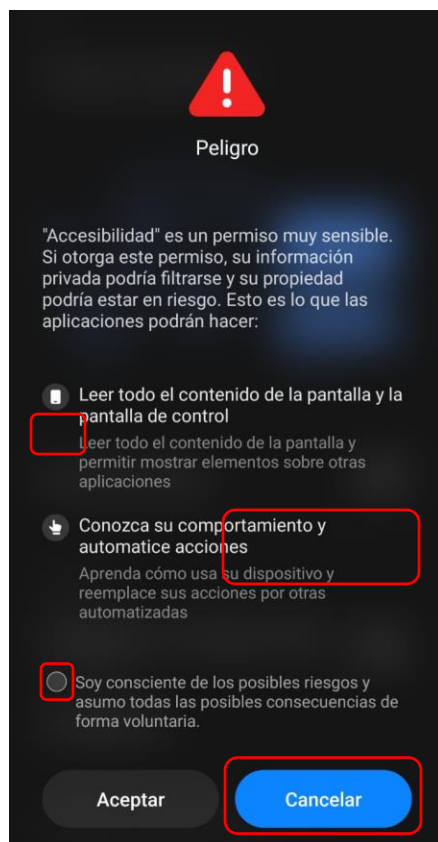 Peligro
"Accesibilidad" es un permiso muy sensible.
Si otorga este permiso, su información
privada podría filtrarse y su propiedad
podría estar en riesgo. Esto es lo que las
aplicaciones podrán hacer:
Leer todo el contenido de la pantalla y la
pantalla de control
Leer todo el contenido de la pantalla y
permitir mostrar elementos sobre otras
aplicaciones
Conozca su comportamiento y
automatice acciones
Aprenda cómo usa su dispositivo y
reemplace sus acciones por otras
automatizadas
Soy consciente de los posibles riesgos y
asumo todas las posibles consecuencias de
forma voluntaria.
Aceptar
Cancelar